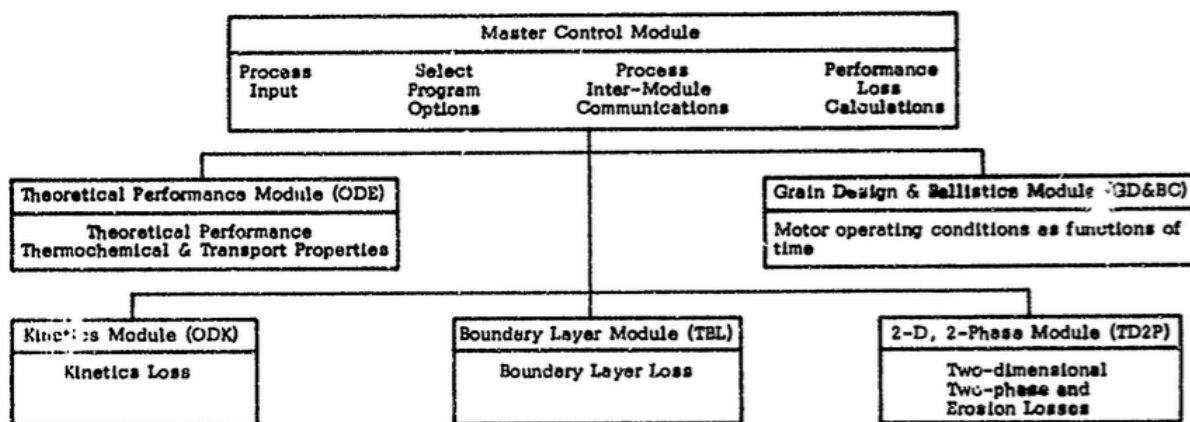 Master Control Module
Process Input
Select Program Options
Process Inter-Module Communications
Performance Loss Calculations
Theoretical Performance Module (ODE)
Theoretical Performance
Thermochemical & Transport Properties
Grain Design & Ballistics Module (GD&BC)
Motor operating conditions as functions of
time
Kinetics Module (ODK)
Kinetics Loss
Boundary Layer Module (TBL)
Boundary Layer Loss
2-D, 2-Phase Module (TD2P)
Two-dimensional
Two-phase and
Erosion Losses